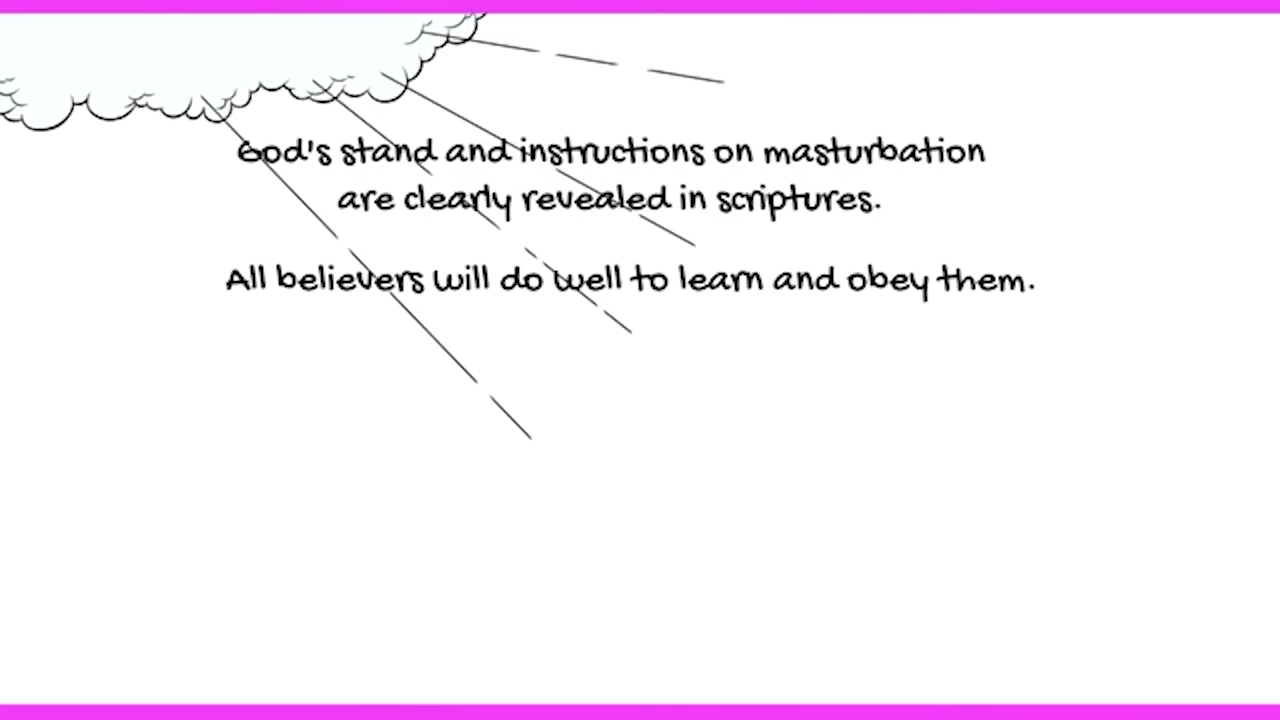 God's stand and instructions on masturbation
are clearly revealed in scriptures.
All believers will do well to learn and obey them.